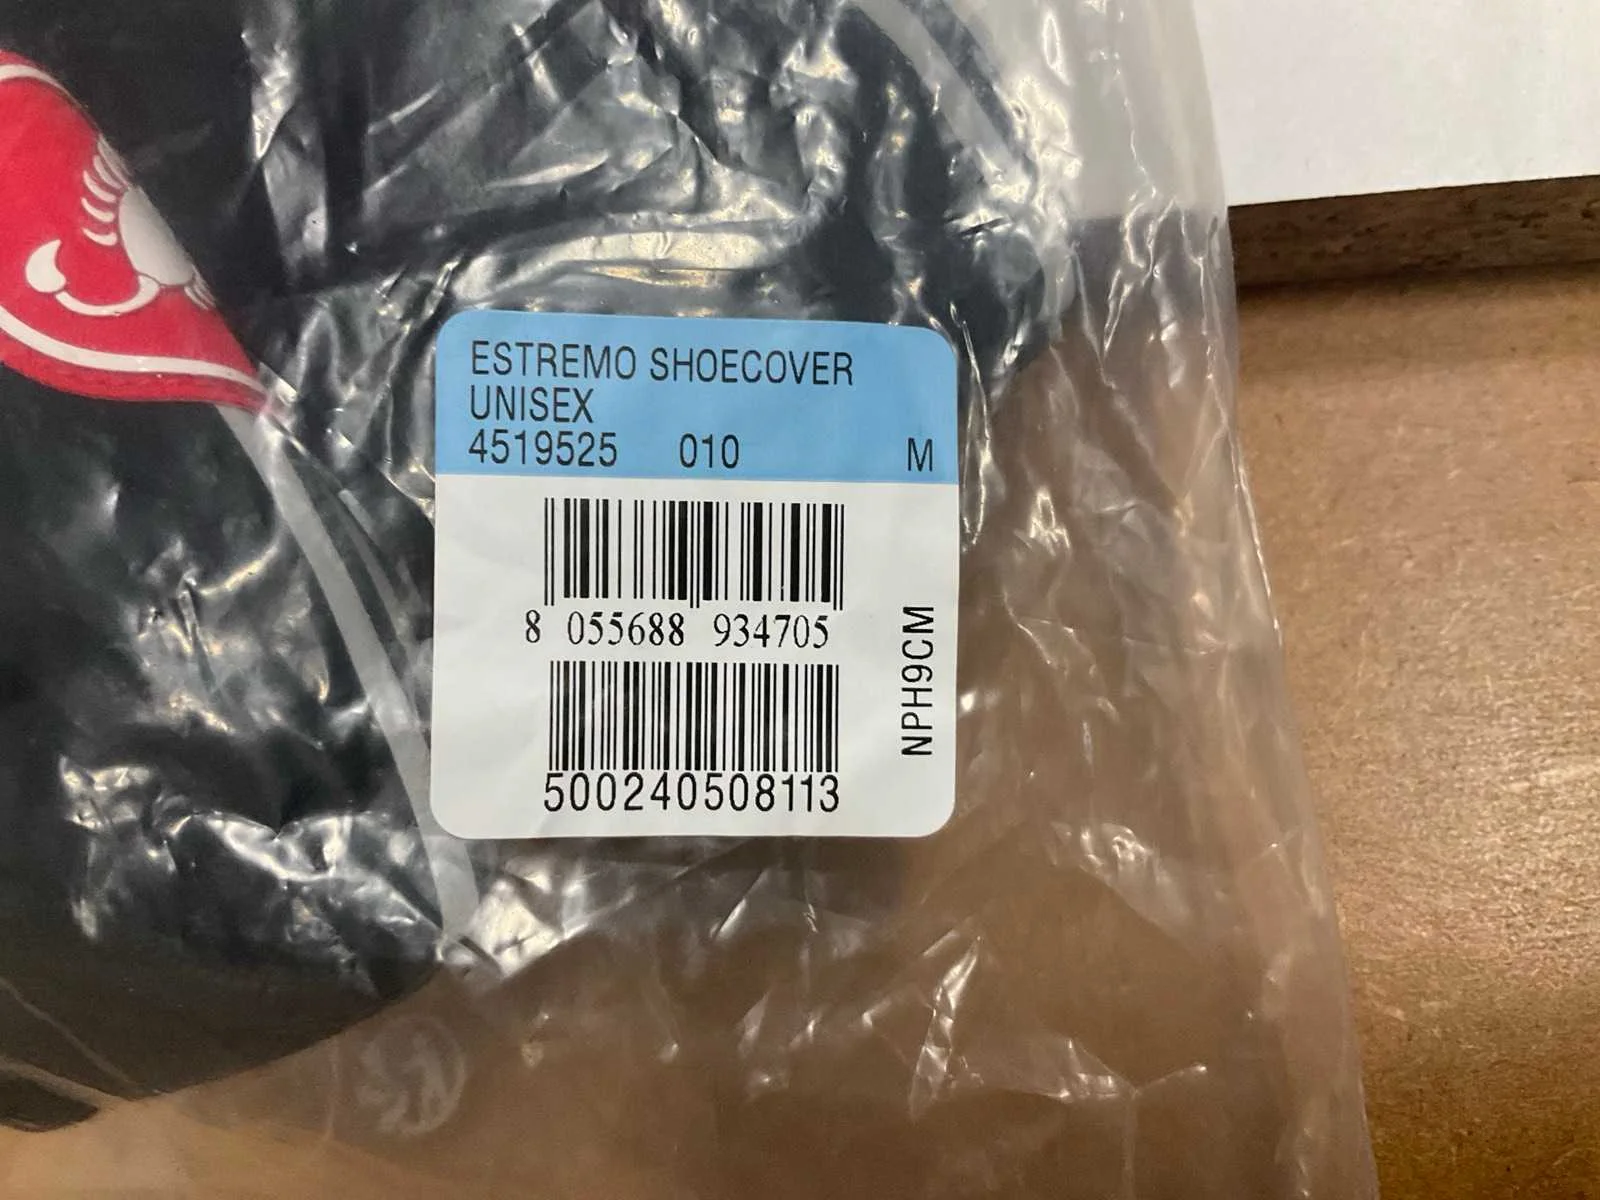 ESTREMO SHOECOVER
UNISEX
4519525 010 M
8 055688 934705
NPH9CM
500240508113